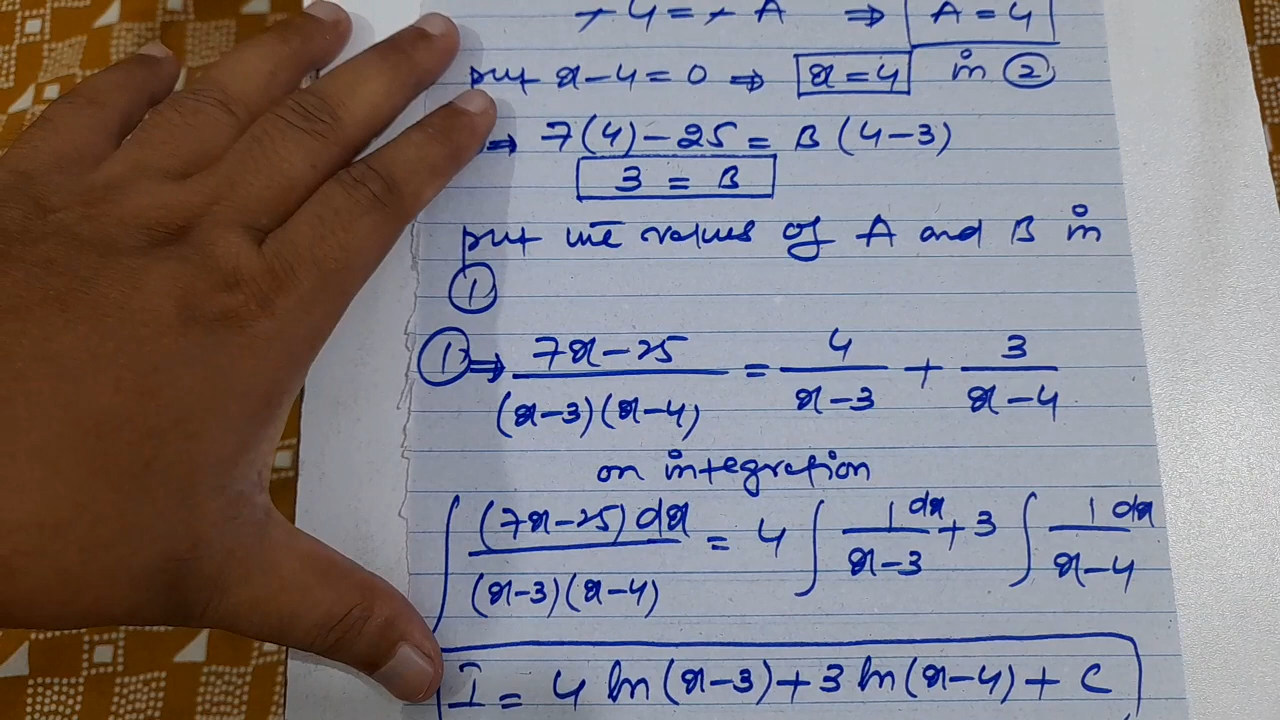 -4 = -A ⇒ A = 4
put x-4=0 ⇒ x=4 in ②
⇒ 7(4)-25 = B(4-3)
3 = B
put the values of A and B in
①
① ⇒ 7x-25 / (x-3)(x-4) = 4 / x-3 + 3 / x-4
on integration
∫ (7x-25)dx / (x-3)(x-4) = 4 ∫ 1 dx / x-3 + 3 ∫ 1 dx / x-4
I = 4 ln(x-3) + 3 ln(x-4) + C